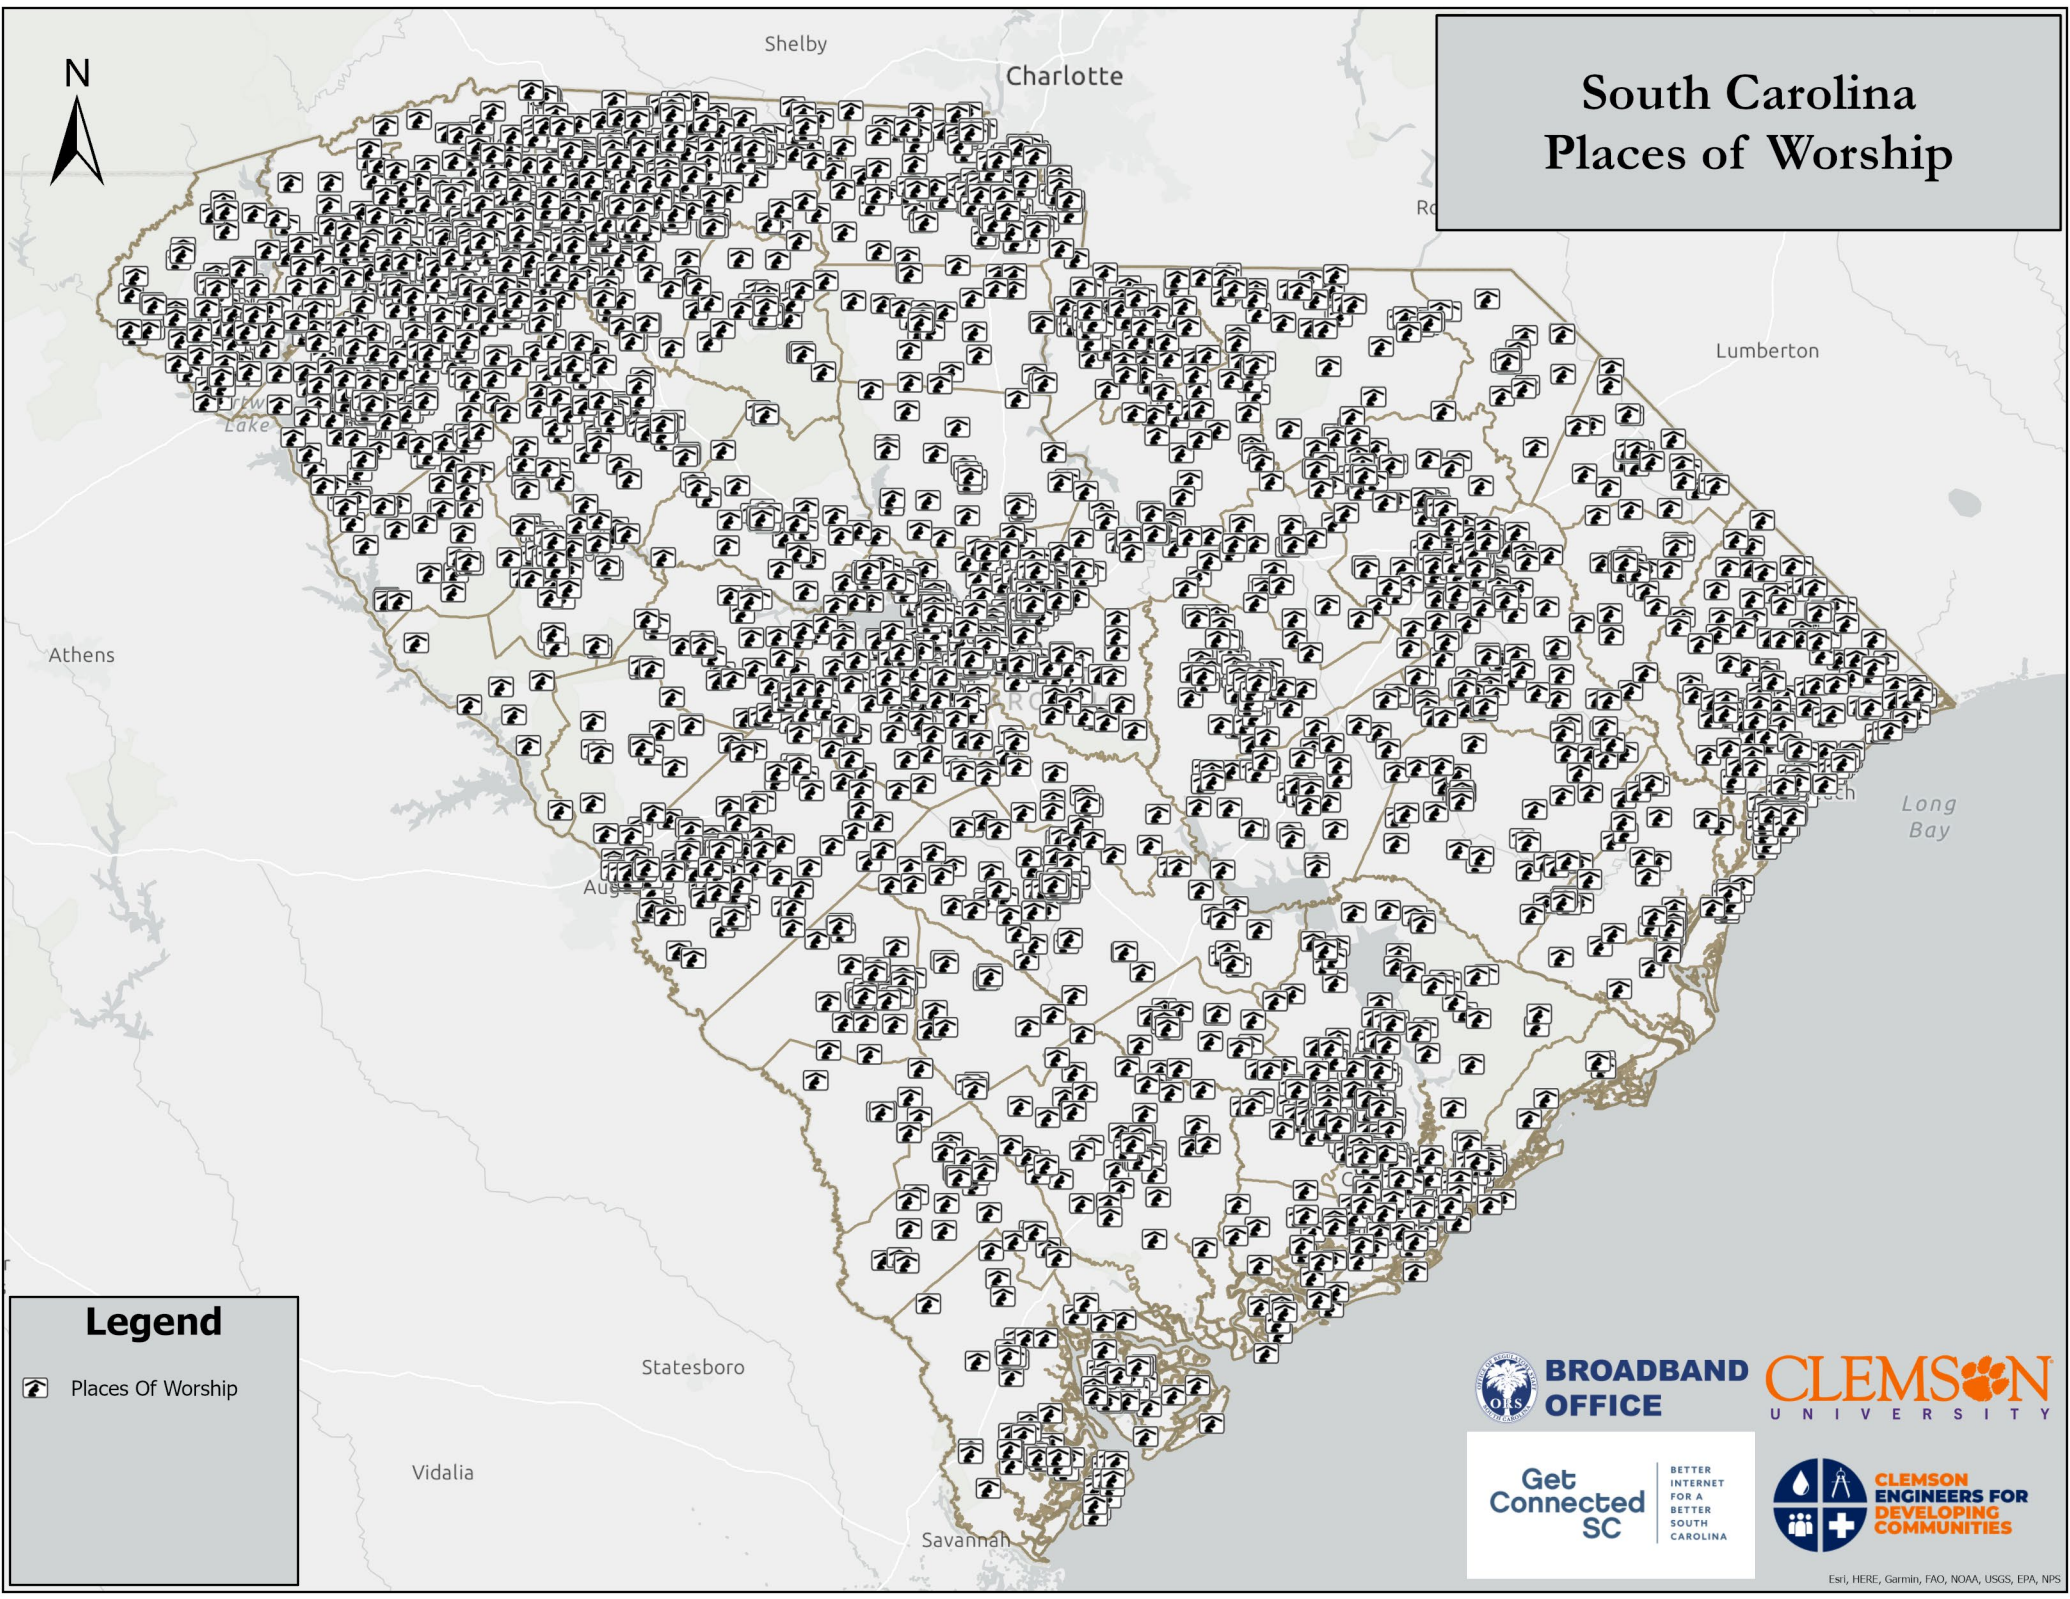 Shelby
Charlotte
N
South Carolina
Places of Worship
Lumberton
Lake
Athens
Long
Bay
Legend
Places Of Worship
Statesboro
Vidalia
Savannah
BROADBAND
OFFICE
ORS
CLEMSON
UNIVERSITY
Get
Connected
SC
BETTER
INTERNET
FOR A
BETTER
SOUTH
CAROLINA
CLEMSON
ENGINEERS FOR
DEVELOPING
COMMUNITIES
Esri, HERE, Garmin, FAO, NOAA, USGS, EPA, NPS